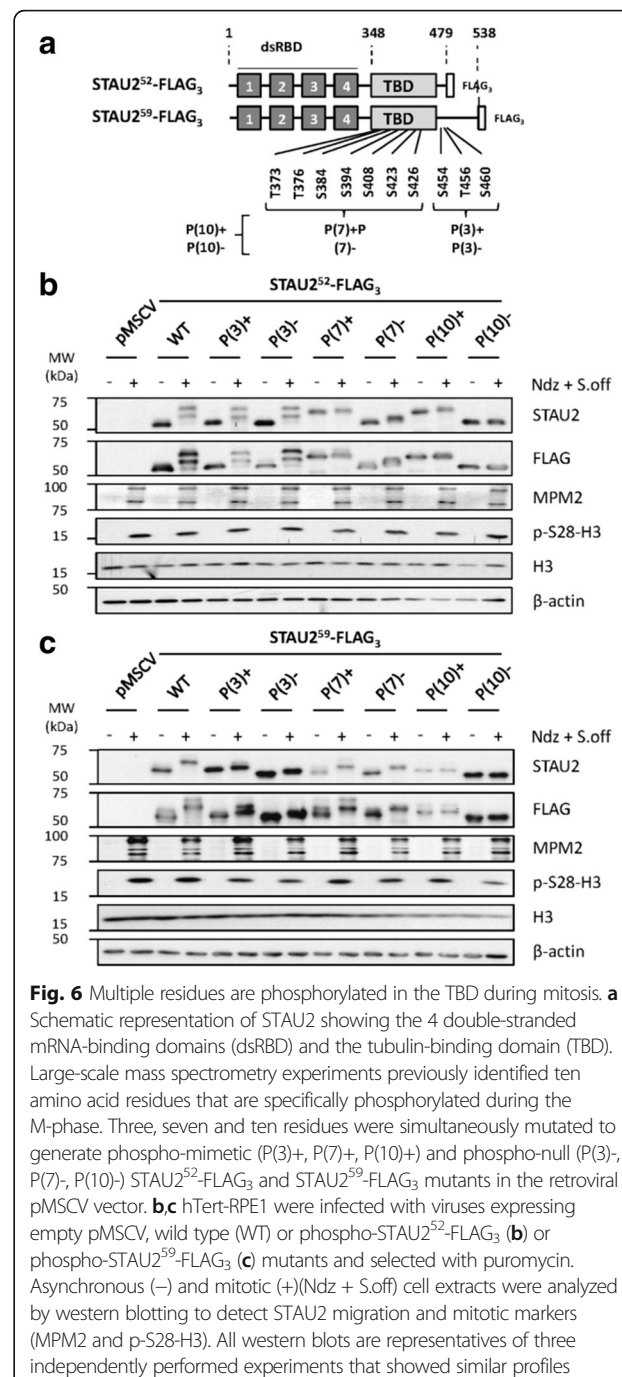 a
1 348 479 538
dsRBD
STAU2⁵²-FLAG₃ 1 2 3 4 TBD FLAG₃
STAU2⁵⁹-FLAG₃ 1 2 3 4 TBD FLAG₃
T373 T376 S384 S394 S408 S423 S426 S454 T456 S460
P(10)+ P(7)+P P(3)+
P(10)- (7)- P(3)-
b
STAU2⁵²-FLAG₃
pMSCV WT P(3)+ P(3)- P(7)+ P(7)- P(10)+ P(10)-
MW
(kDa)
- + - + - + - + - + - + - + - + Ndz + S.off
75
50
STAU2
FLAG
50
100
75
MPM2
15
p-S28-H3
15
H3
50
β-actin
c
STAU2⁵⁹-FLAG₃
pMSCV WT P(3)+ P(3)- P(7)+ P(7)- P(10)+ P(10)-
MW
(kDa)
- + - + - + - + - + - + - + - + Ndz + S.off
75
50
STAU2
75
50
FLAG
100
75
MPM2
15
p-S28-H3
15
H3
50
β-actin
Fig. 6 Multiple residues are phosphorylated in the TBD during mitosis. a
Schematic representation of STAU2 showing the 4 double-stranded
mRNA-binding domains (dsRBD) and the tubulin-binding domain (TBD).
Large-scale mass spectrometry experiments previously identified ten
amino acid residues that are specifically phosphorylated during the
M-phase. Three, seven and ten residues were simultaneously mutated to
generate phospho-mimetic (P(3)+, P(7)+, P(10)+) and phospho-null (P(3)-,
P(7)-, P(10)-) STAU2⁵²-FLAG₃ and STAU2⁵⁹-FLAG₃ mutants in the retroviral
pMSCV vector. b,c hTert-RPE1 were infected with viruses expressing
empty pMSCV, wild type (WT) or phospho-STAU2⁵²-FLAG₃ (b) or
phospho-STAU2⁵⁹-FLAG₃ (c) mutants and selected with puromycin.
Asynchronous (−) and mitotic (+)(Ndz + S.off) cell extracts were analyzed
by western blotting to detect STAU2 migration and mitotic markers
(MPM2 and p-S28-H3). All western blots are representatives of three
independently performed experiments that showed similar profiles